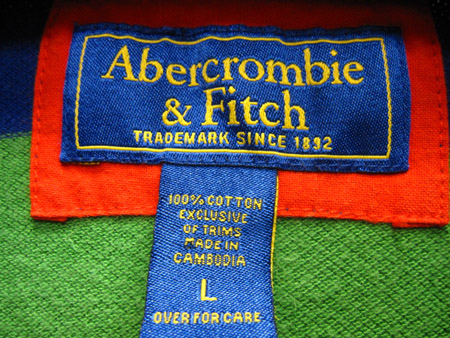 Abercrombie
& Fitch
TRADEMARK SINCE 1892
100% COTTON
EXCLUSIVE
OF TRIMS
MADE IN
CAMBODIA
L
OVER FOR CARE